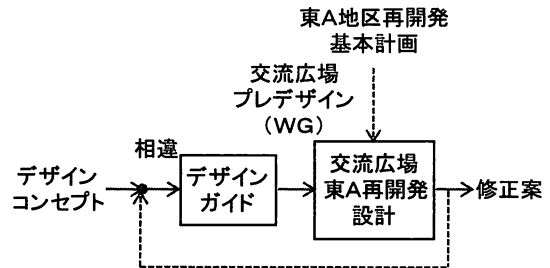 東A地区再開発
基本計画
交流広場
プレデザイン
(WG)
相違
デザイン
コンセプト
デザイン
ガイド
交流広場
東A再開発
設計
修正案